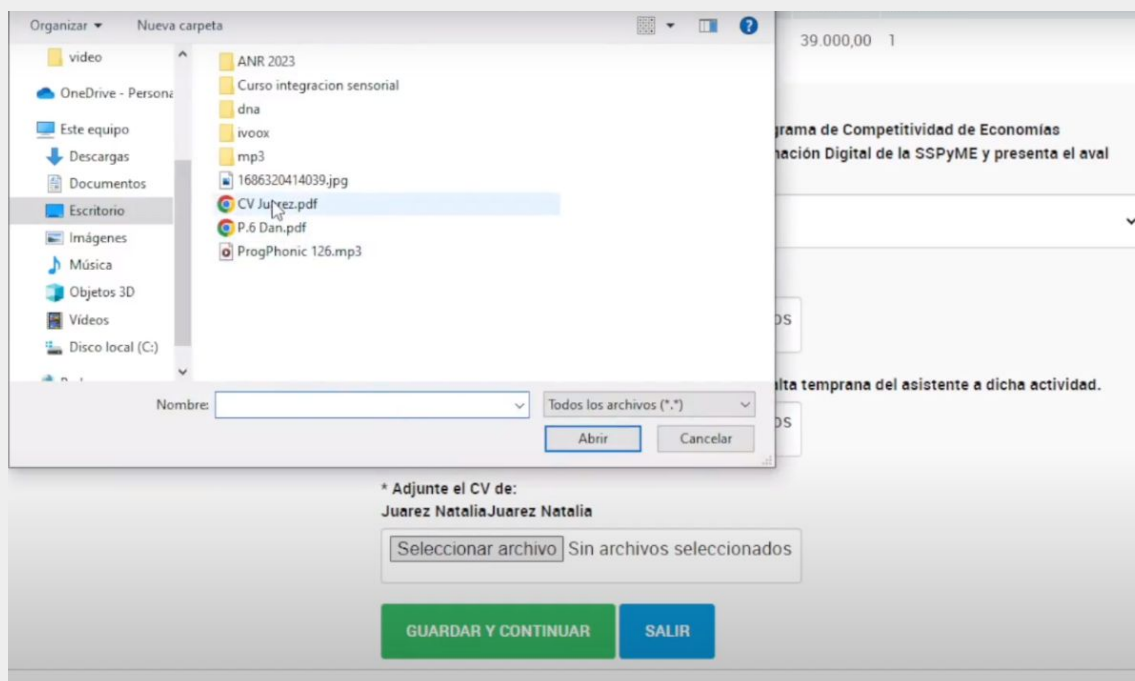 Organizar Nueva carpeta
video
OneDrive - Persona
Este equipo
Descargas
Documentos
Escritorio
Imágenes
Música
Objetos 3D
Vídeos
Disco local (C:)
ANR 2023
Curso integracion sensorial
dna
ivoox
mp3
1686320414039.jpg
CV Juarez.pdf
P.6 Dan.pdf
ProgPhonic 126.mp3
Nombre: Todos los archivos (*.*)
Abrir Cancelar
39.000,00 1
grama de Competitividad de Economías
nación Digital de la SSPyME y presenta el aval
os
alta temprana del asistente a dicha actividad.
os
* Adjunte el CV de:
Juarez NataliaJuarez Natalia
Seleccionar archivo Sin archivos seleccionados
GUARDAR Y CONTINUAR SALIR